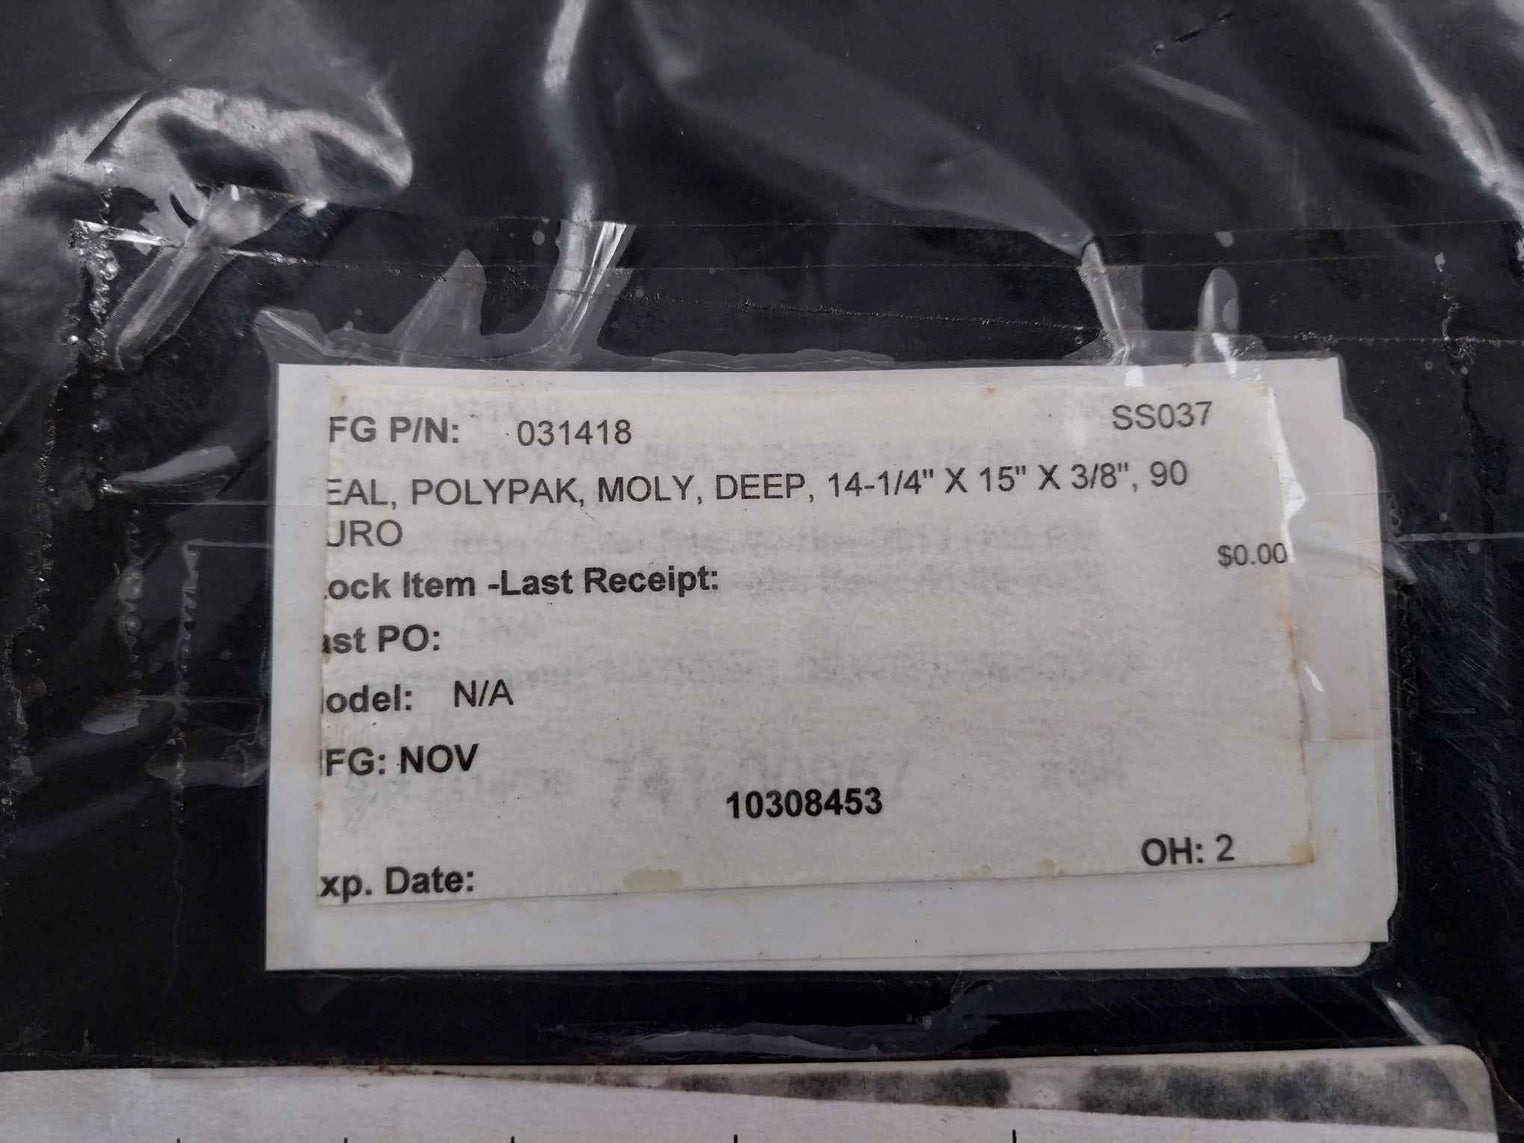 FG P/N: 031418 SS037
EAL, POLYPAK, MOLY, DEEP, 14-1/4" X 15" X 3/8", 90
URO
$0.00
ock Item -Last Receipt:
ast PO:
odel: N/A
FG: NOV
10308453
OH: 2
xp. Date: